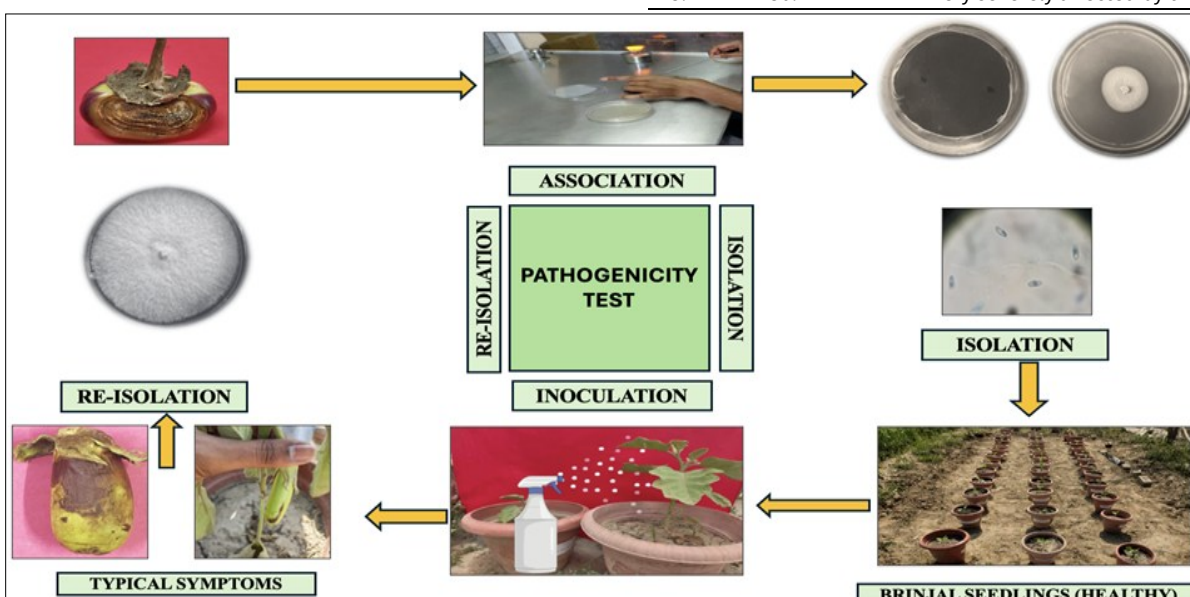 ASSOCIATION
RE-ISOLATION
PATHOGENICITY
TEST
ISOLATION
INOCULATION
ISOLATION
RE-ISOLATION
TYPICAL SYMPTOMS
BRINJAL SEEDLINGS (HEALTHY)